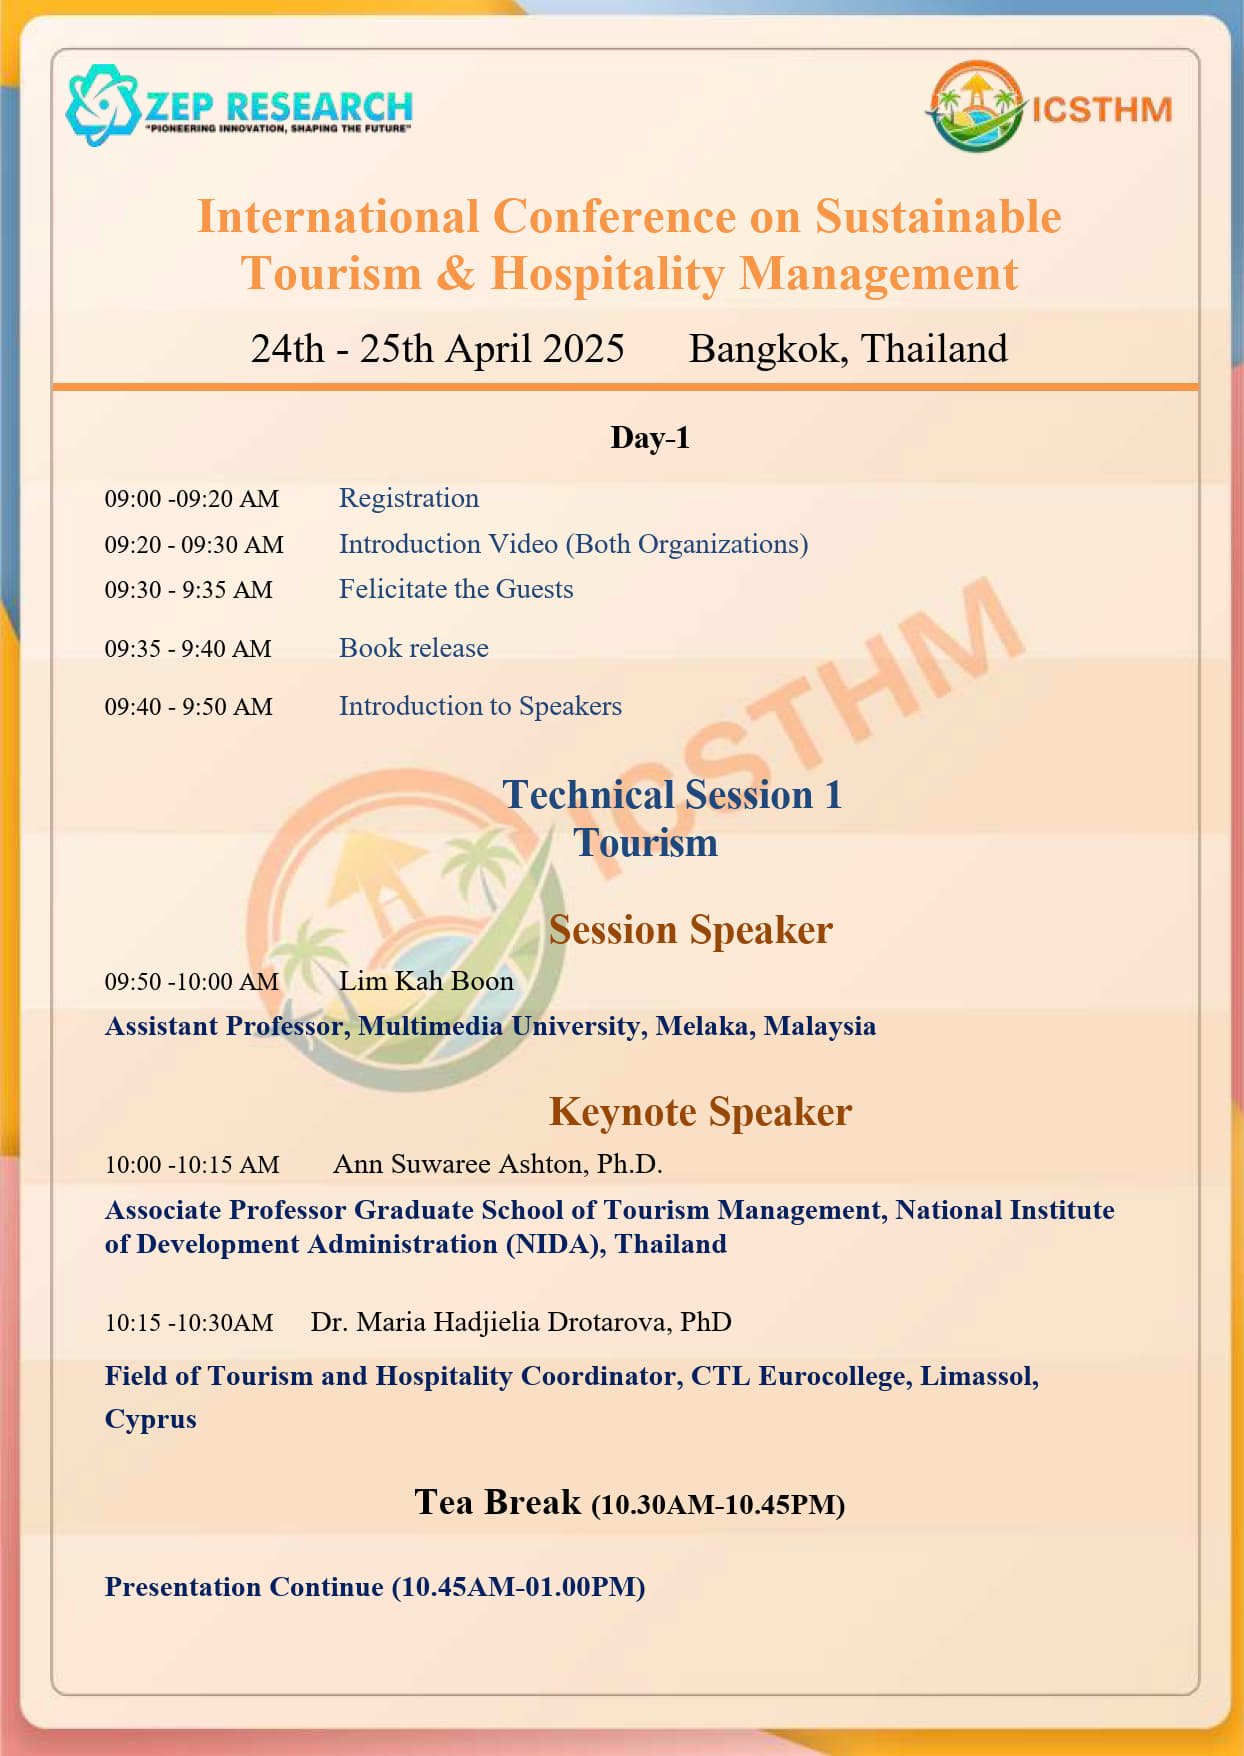 ZEP RESEARCH
"PIONEERING INNOVATION, SHAPING THE FUTURE"
ICSTHM
International Conference on Sustainable
Tourism & Hospitality Management
24th - 25th April 2025 Bangkok, Thailand
Day-1
09:00 -09:20 AM Registration
09:20 - 09:30 AM Introduction Video (Both Organizations)
09:30 - 9:35 AM Felicitate the Guests
09:35 - 9:40 AM Book release
09:40 - 9:50 AM Introduction to Speakers
ICSTHM
Technical Session 1
Tourism
Session Speaker
09:50 -10:00 AM Lim Kah Boon
Assistant Professor, Multimedia University, Melaka, Malaysia
Keynote Speaker
10:00 -10:15 AM Ann Suwaree Ashton, Ph.D.
Associate Professor Graduate School of Tourism Management, National Institute
of Development Administration (NIDA), Thailand
10:15 -10:30AM Dr. Maria Hadjielia Drotarova, PhD
Field of Tourism and Hospitality Coordinator, CTL Eurocollege, Limassol,
Cyprus
Tea Break (10.30AM-10.45PM)
Presentation Continue (10.45AM-01.00PM)